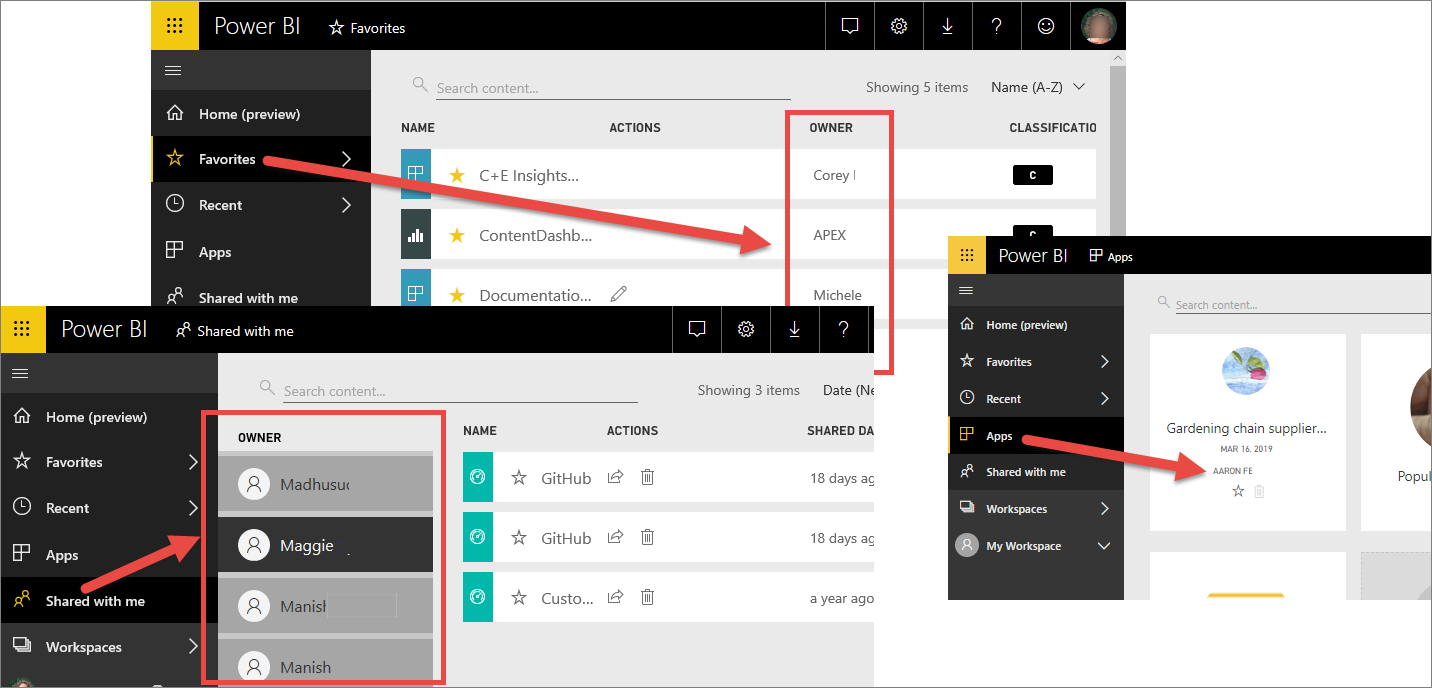 Power BI Favorites
Home (preview)
Favorites
Recent
Apps
Shared with me
Search content...
Showing 5 items Name (A-Z)
NAME ACTIONS OWNER CLASSIFICATIO
C+E Insights... Corey C
ContentDashb... APEX
Documentatio... Michele
Power BI Shared with me
Home (preview)
Favorites
Recent
Apps
Shared with me
Workspaces
Search content...
Showing 3 items Date (Ne
OWNER
Madhusud
Maggie
Manish
Manish
NAME ACTIONS SHARED DA
GitHub 18 days ag
GitHub 18 days ag
Custo... a year ago
Power BI Apps
Home (preview)
Favorites
Recent
Apps
Shared with me
Workspaces
My Workspace
Search content...
Gardening chain supplier...
MAR 16, 2019
AARON FE
Popul